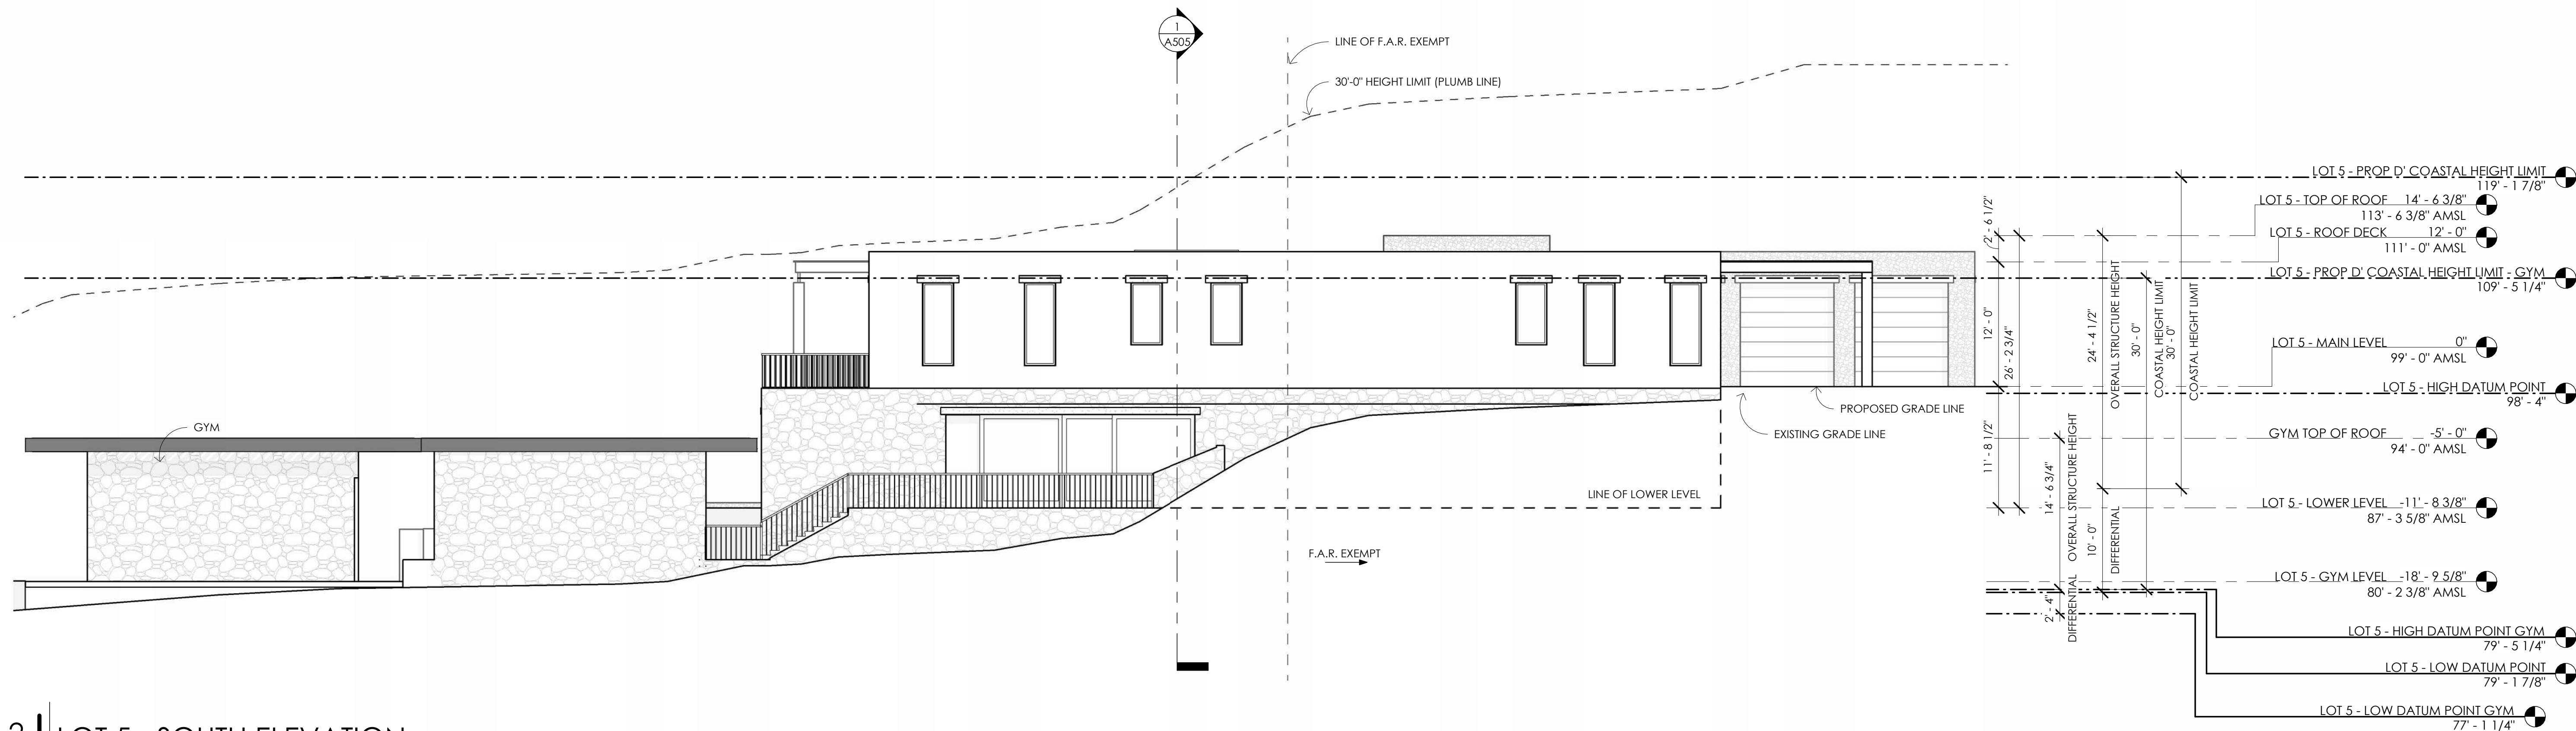 1
A505
LINE OF F.A.R. EXEMPT
30'-0" HEIGHT LIMIT (PLUMB LINE)
LOT 5 - PROP D' COASTAL HEIGHT LIMIT
119' - 1 7/8"
LOT 5 - TOP OF ROOF 14' - 6 3/8"
113' - 6 3/8" AMSL
LOT 5 - ROOF DECK 12' - 0"
111' - 0" AMSL
LOT 5 - PROP D' COASTAL HEIGHT LIMIT - GYM
109' - 5 1/4"
LOT 5 - MAIN LEVEL 0"
99' - 0" AMSL
LOT 5 - HIGH DATUM POINT
98' - 4"
GYM TOP OF ROOF -5' - 0"
94' - 0" AMSL
LOT 5 - LOWER LEVEL -11' - 8 3/8"
87' - 3 5/8" AMSL
LOT 5 - GYM LEVEL -18' - 9 5/8"
80' - 2 3/8" AMSL
LOT 5 - HIGH DATUM POINT GYM
79' - 5 1/4"
LOT 5 - LOW DATUM POINT
79' - 1 7/8"
LOT 5 - LOW DATUM POINT GYM
77' - 1 1/4"
2' - 6 1/2"
12' - 0"
11' - 8 1/2"
26' - 2 3/4"
14' - 6 3/4"
OVERALL STRUCTURE HEIGHT
2' - 4"
DIFFERENTIAL
24' - 4 1/2"
OVERALL STRUCTURE HEIGHT
10' - 0"
DIFFERENTIAL
30' - 0"
COASTAL HEIGHT LIMIT
30' - 0"
COASTAL HEIGHT LIMIT
PROPOSED GRADE LINE
EXISTING GRADE LINE
GYM
LINE OF LOWER LEVEL
F.A.R. EXEMPT
LOT 5 - SOUTH ELEVATION